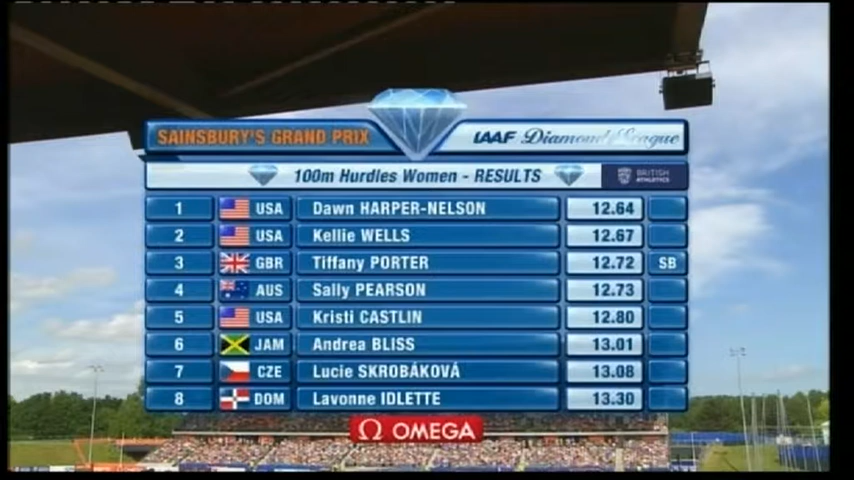 SAINSBURY'S GRAND PRIX IAAF Diamond League
100m Hurdles Women - RESULTS BRITISH ATHLETICS
1 USA Dawn HARPER-NELSON 12.64
2 USA Kellie WELLS 12.67
3 GBR Tiffany PORTER 12.72 SB
4 AUS Sally PEARSON 12.73
5 USA Kristi CASTLIN 12.80
6 JAM Andrea BLISS 13.01
7 CZE Lucie SKROBÁKOVÁ 13.08
8 DOM Lavonne IDLETTE 13.30
Ω OMEGA